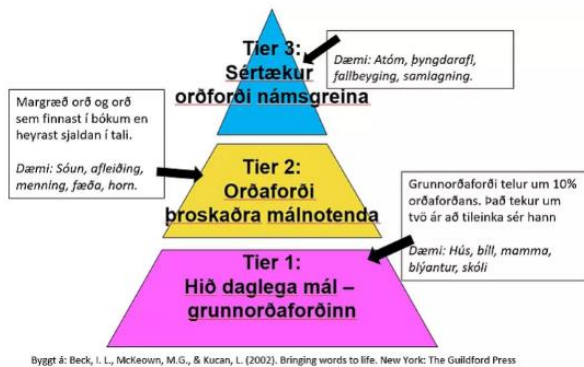 Tier 3:
Sértækur
orðforði námsgreina
Dæmi: Atóm, þyngdarafl,
fallbeyging, samlagning.
Margræð orð og orð
sem finnast í bókum en
heyrast sjaldan í tali.
Dæmi: Sóun, afleiðing,
menning, fæða, horn.
Tier 2:
Orðaforði
þroskaðra málnotenda
Grunnorðaforði telur um 10%
orðaforðans. Það tekur um
tvö ár að tileinka sér hann
Dæmi: Hús, bíll, mamma,
blýantur, skóli
Tier 1:
Hið daglega mál –
grunnorðaforðinn
Byggt á: Beck, I. L., McKeown, M.G., & Kucan, L. (2002). Bringing words to life. New York: The Guildford Press